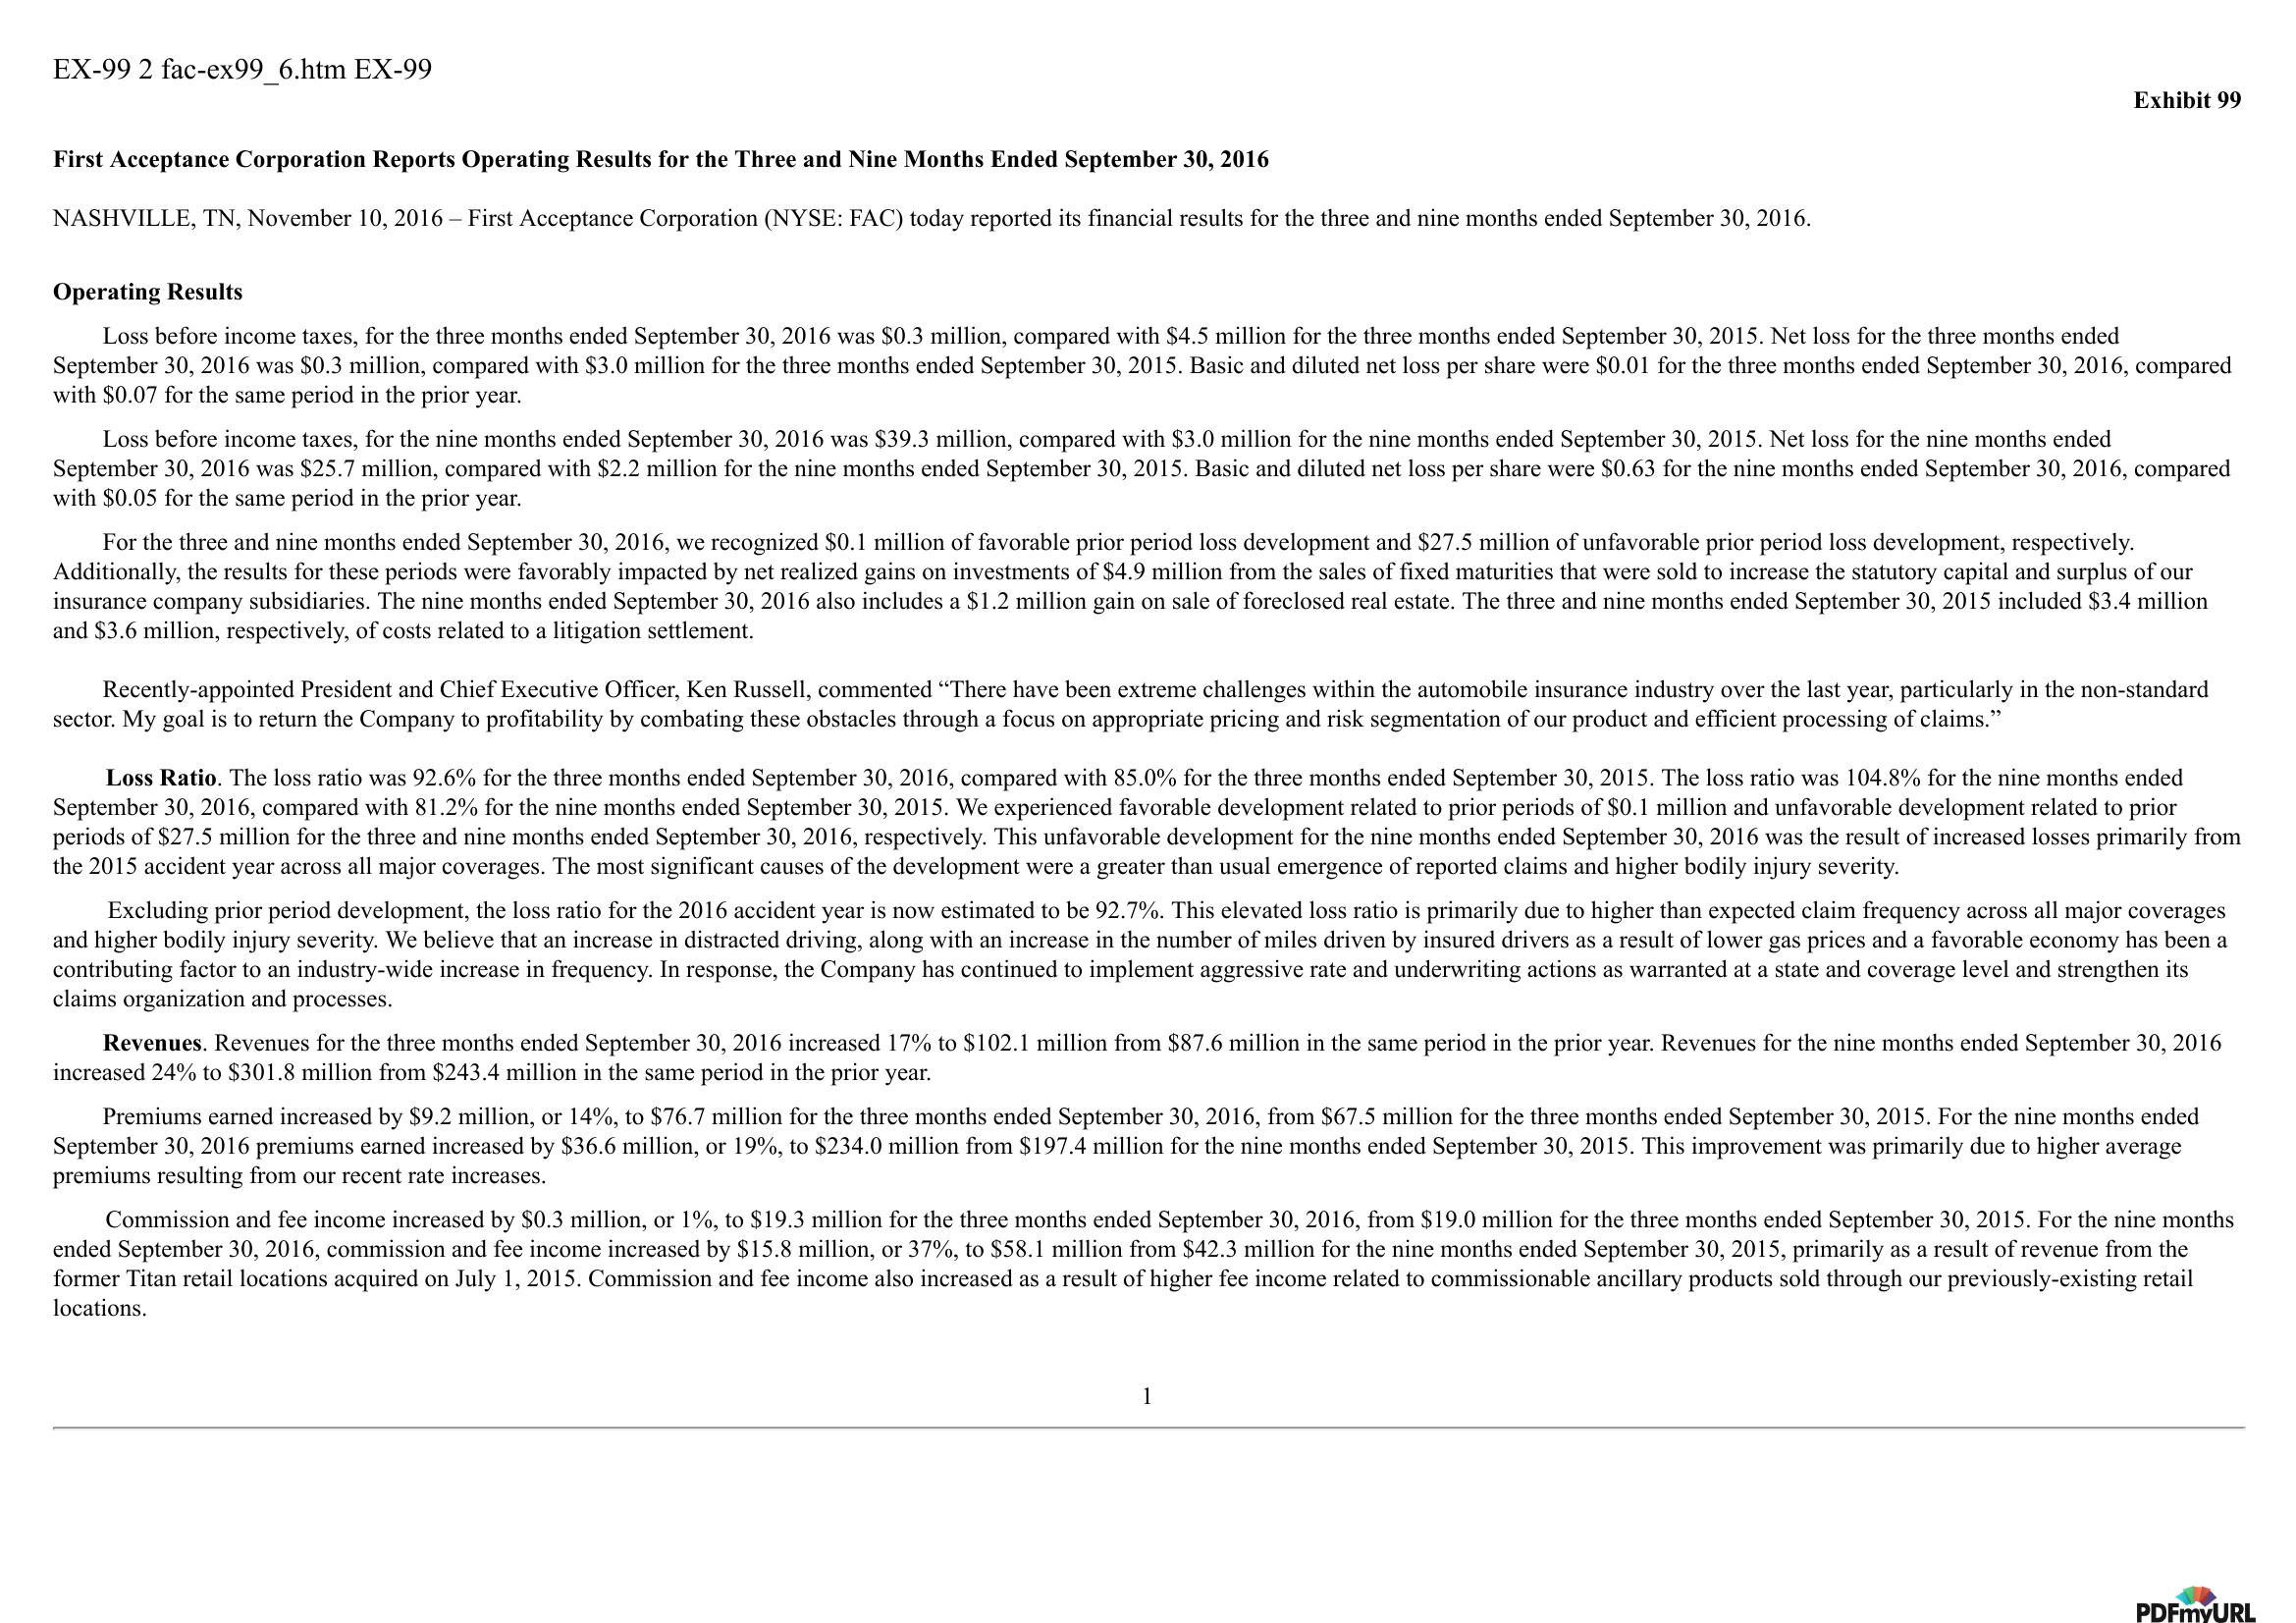 EX-99 2 fac-ex99_6.htm EX-99
Exhibit 99
First Acceptance Corporation Reports Operating Results for the Three and Nine Months Ended September 30, 2016
NASHVILLE, TN, November 10, 2016 – First Acceptance Corporation (NYSE: FAC) today reported its financial results for the three and nine months ended September 30, 2016.
Operating Results
Loss before income taxes, for the three months ended September 30, 2016 was $0.3 million, compared with $4.5 million for the three months ended September 30, 2015. Net loss for the three months ended
September 30, 2016 was $0.3 million, compared with $3.0 million for the three months ended September 30, 2015. Basic and diluted net loss per share were $0.01 for the three months ended September 30, 2016, compared
with $0.07 for the same period in the prior year.
Loss before income taxes, for the nine months ended September 30, 2016 was $39.3 million, compared with $3.0 million for the nine months ended September 30, 2015. Net loss for the nine months ended
September 30, 2016 was $25.7 million, compared with $2.2 million for the nine months ended September 30, 2015. Basic and diluted net loss per share were $0.63 for the nine months ended September 30, 2016, compared
with $0.05 for the same period in the prior year.
For the three and nine months ended September 30, 2016, we recognized $0.1 million of favorable prior period loss development and $27.5 million of unfavorable prior period loss development, respectively.
Additionally, the results for these periods were favorably impacted by net realized gains on investments of $4.9 million from the sales of fixed maturities that were sold to increase the statutory capital and surplus of our
insurance company subsidiaries. The nine months ended September 30, 2016 also includes a $1.2 million gain on sale of foreclosed real estate. The three and nine months ended September 30, 2015 included $3.4 million
and $3.6 million, respectively, of costs related to a litigation settlement.
Recently-appointed President and Chief Executive Officer, Ken Russell, commented “There have been extreme challenges within the automobile insurance industry over the last year, particularly in the non-standard
sector. My goal is to return the Company to profitability by combating these obstacles through a focus on appropriate pricing and risk segmentation of our product and efficient processing of claims.”
Loss Ratio. The loss ratio was 92.6% for the three months ended September 30, 2016, compared with 85.0% for the three months ended September 30, 2015. The loss ratio was 104.8% for the nine months ended
September 30, 2016, compared with 81.2% for the nine months ended September 30, 2015. We experienced favorable development related to prior periods of $0.1 million and unfavorable development related to prior
periods of $27.5 million for the three and nine months ended September 30, 2016, respectively. This unfavorable development for the nine months ended September 30, 2016 was the result of increased losses primarily from
the 2015 accident year across all major coverages. The most significant causes of the development were a greater than usual emergence of reported claims and higher bodily injury severity.
Excluding prior period development, the loss ratio for the 2016 accident year is now estimated to be 92.7%. This elevated loss ratio is primarily due to higher than expected claim frequency across all major coverages
and higher bodily injury severity. We believe that an increase in distracted driving, along with an increase in the number of miles driven by insured drivers as a result of lower gas prices and a favorable economy has been a
contributing factor to an industry-wide increase in frequency. In response, the Company has continued to implement aggressive rate and underwriting actions as warranted at a state and coverage level and strengthen its
claims organization and processes.
Revenues. Revenues for the three months ended September 30, 2016 increased 17% to $102.1 million from $87.6 million in the same period in the prior year. Revenues for the nine months ended September 30, 2016
increased 24% to $301.8 million from $243.4 million in the same period in the prior year.
Premiums earned increased by $9.2 million, or 14%, to $76.7 million for the three months ended September 30, 2016, from $67.5 million for the three months ended September 30, 2015. For the nine months ended
September 30, 2016 premiums earned increased by $36.6 million, or 19%, to $234.0 million from $197.4 million for the nine months ended September 30, 2015. This improvement was primarily due to higher average
premiums resulting from our recent rate increases.
Commission and fee income increased by $0.3 million, or 1%, to $19.3 million for the three months ended September 30, 2016, from $19.0 million for the three months ended September 30, 2015. For the nine months
ended September 30, 2016, commission and fee income increased by $15.8 million, or 37%, to $58.1 million from $42.3 million for the nine months ended September 30, 2015, primarily as a result of revenue from the
former Titan retail locations acquired on July 1, 2015. Commission and fee income also increased as a result of higher fee income related to commissionable ancillary products sold through our previously-existing retail
locations.
1
PDFmyURL